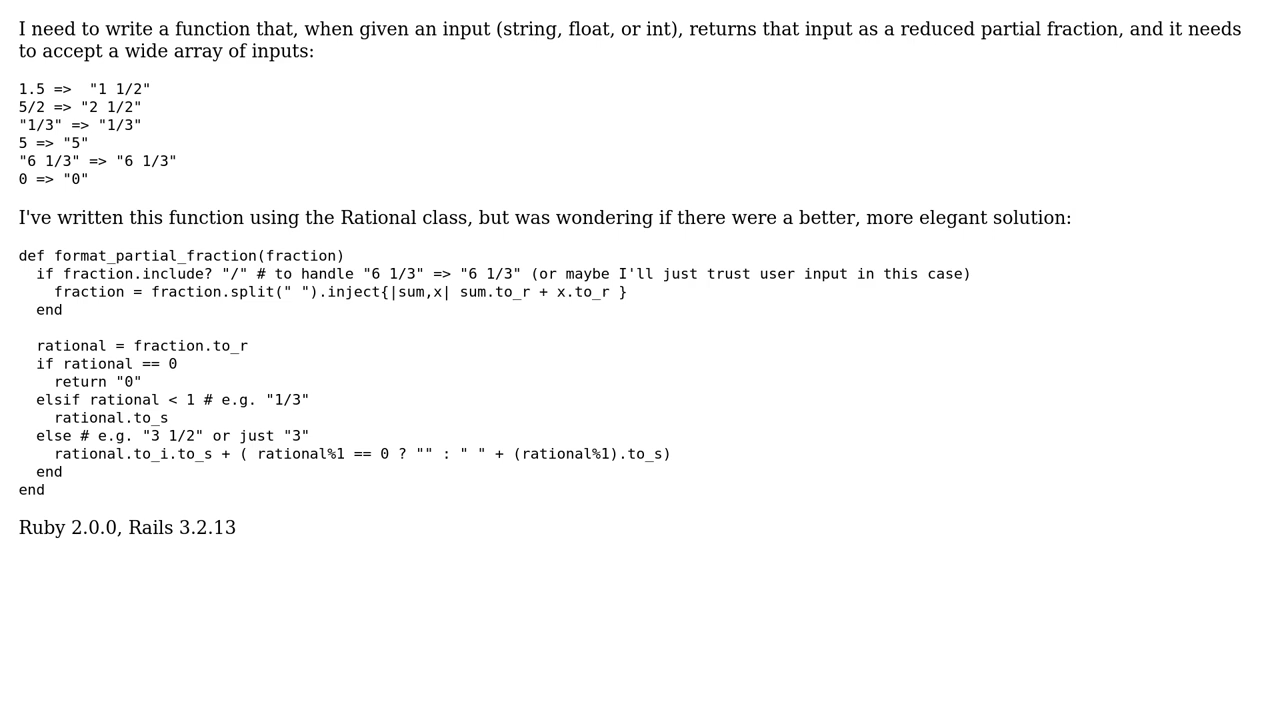 I need to write a function that, when given an input (string, float, or int), returns that input as a reduced partial fraction, and it needs
to accept a wide array of inputs:
1.5 =>  "1 1/2"
5/2 => "2 1/2"
"1/3" => "1/3"
5 => "5"
"6 1/3" => "6 1/3"
0 => "0"
I've written this function using the Rational class, but was wondering if there were a better, more elegant solution:
def format_partial_fraction(fraction)
  if fraction.include? "/" # to handle "6 1/3" => "6 1/3" (or maybe I'll just trust user input in this case)
    fraction = fraction.split(" ").inject{|sum,x| sum.to_r + x.to_r }
  end
  rational = fraction.to_r
  if rational == 0
    return "0"
  elsif rational < 1 # e.g. "1/3"
    rational.to_s
  else # e.g. "3 1/2" or just "3"
    rational.to_i.to_s + ( rational%1 == 0 ? "" : " " + (rational%1).to_s)
  end
end
Ruby 2.0.0, Rails 3.2.13